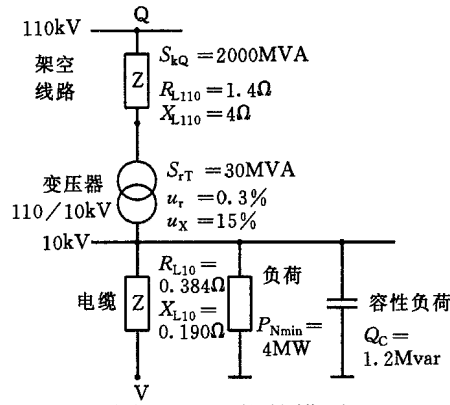 Q
110kV
S_kQ=2000MVA
架空
线路
Z
R_L110=1.4Ω
X_L110=4Ω
变压器
110/10kV
S_rT=30MVA
u_r=0.3%
u_X=15%
10kV
电缆
Z
R_L10=
0.384Ω
X_L10=
0.190Ω
负荷
P_Nmin=
4MW
容性负荷
Q_C=
1.2Mvar
V